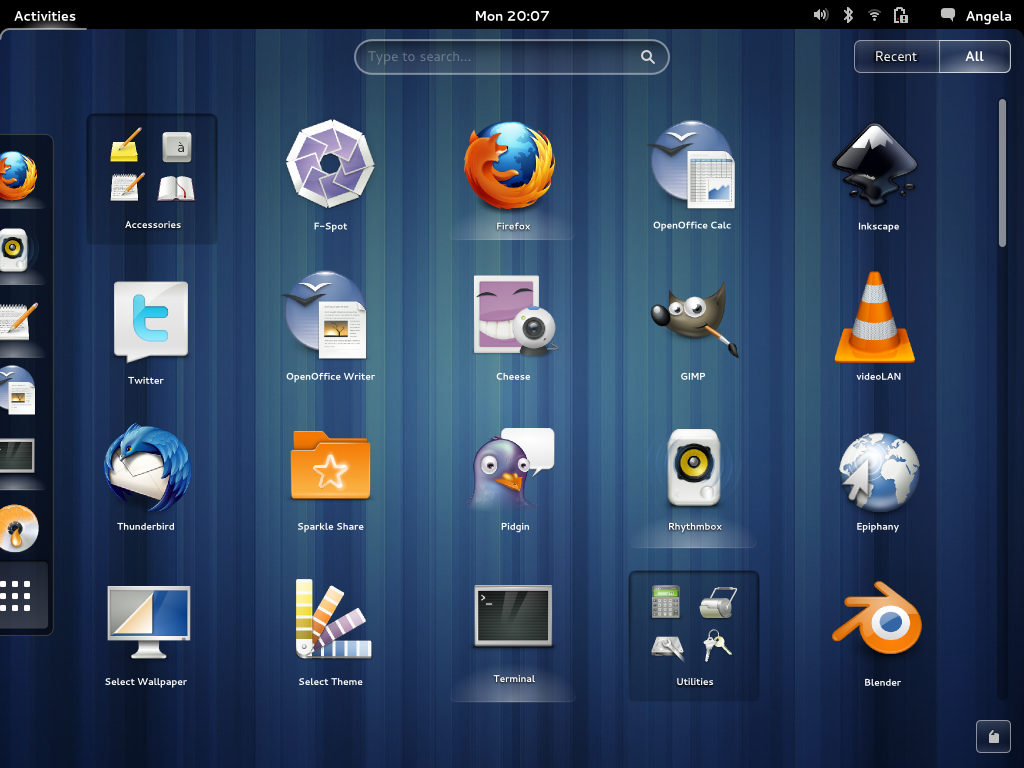 Activities
Mon 20:07
Angela
Type to search...
Recent
All
à
Accessories
F-Spot
Firefox
OpenOffice Calc
Inkscape
Twitter
OpenOffice Writer
Cheese
GIMP
videoLAN
Thunderbird
Sparkle Share
Pidgin
Rhythmbox
Epiphany
>_
Select Wallpaper
Select Theme
Terminal
Utilities
Blender